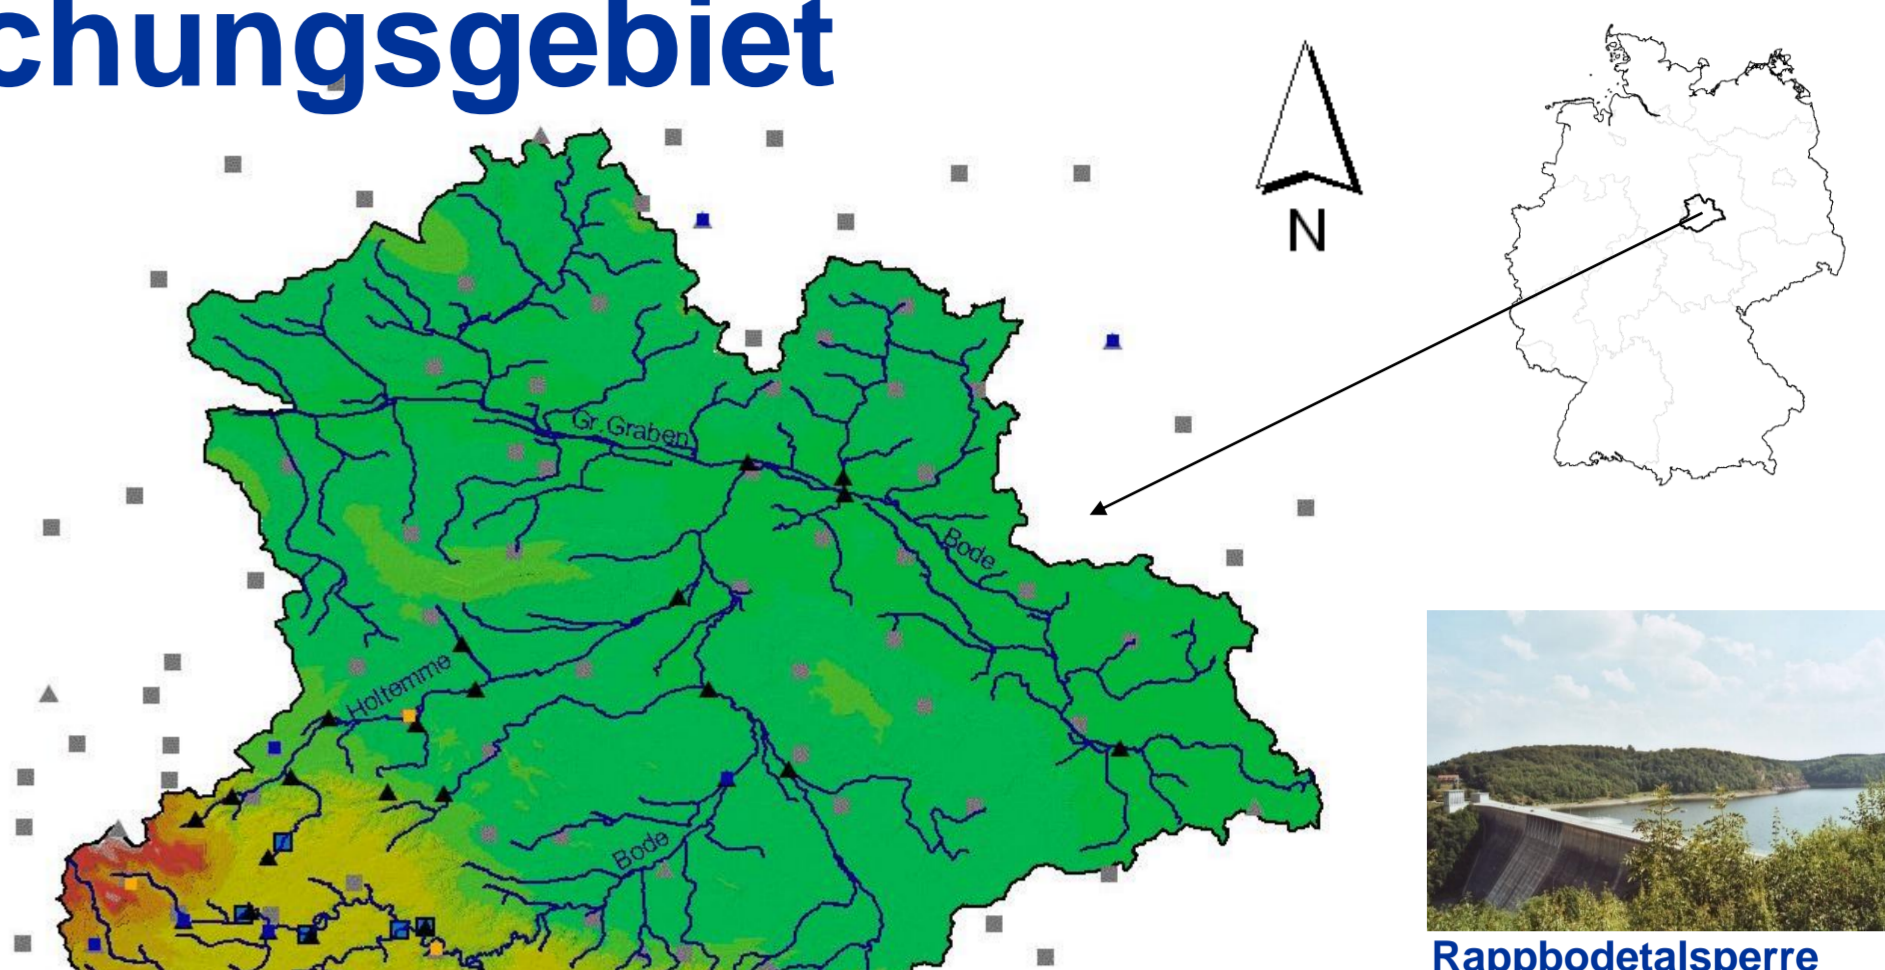 chungsgebiet
N
Gr. Graben
Bode
Holtemme
Bode
Rappbodetalsperre